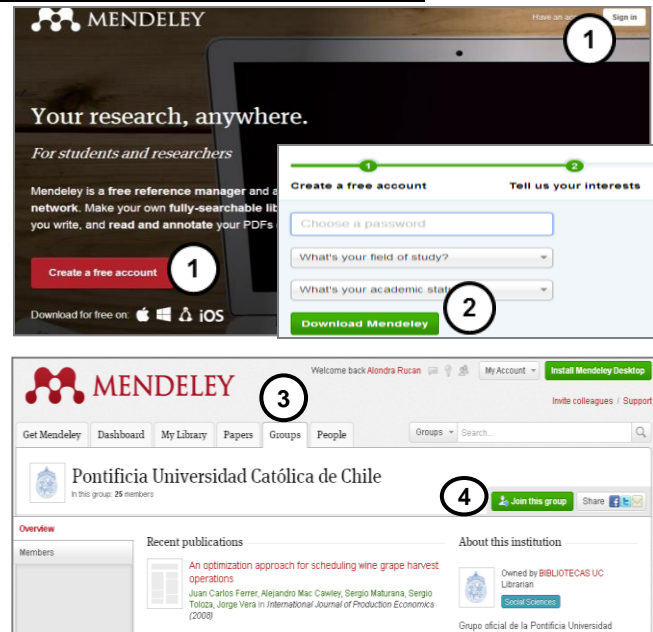 MENDELEY
Have an acc
Sign in
1
Your research, anywhere.
For students and researchers
Mendeley is a free reference manager and a
network. Make your own fully-searchable lib
you write, and read and annotate your PDFs
Create a free account
1
Download for free on:
iOS
1
2
Create a free account
Tell us your interests
Choose a password
What's your field of study?
What's your academic stat
2
Download Mendeley
MENDELEY
Welcome back Alondra Rucan
My Account
Install Mendeley Desktop
Invite colleagues / Support
3
Get Mendeley
Dashboard
My Library
Papers
Groups
People
Groups
Search...
Pontificia Universidad Católica de Chile
In this group: 25 members
4
Join this group
Share
Overview
Members
Recent publications
An optimization approach for scheduling wine grape harvest
operations
Juan Carlos Ferrer, Alejandro Mac Cawley, Sergio Maturana, Sergio
Toloza, Jorge Vera in International Journal of Production Economics
(2008)
About this institution
Owned by BIBLIOTECAS UC
Librarian
Social Sciences
Grupo oficial de la Pontificia Universidad